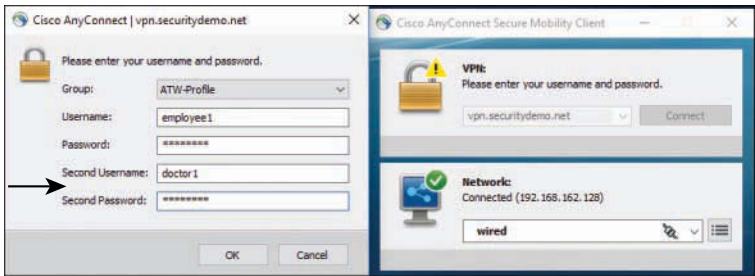 Cisco AnyConnect | vpn.securitydemo.net
Please enter your username and password.
Group: ATW-Profile
Username: employee1
Password: ********
Second Username: doctor1
Second Password: ********
OK Cancel
Cisco AnyConnect Secure Mobility Client
VPN:
Please enter your username and password.
vpn.securitydemo.net Connect
Network:
Connected (192.168.162.128)
wired